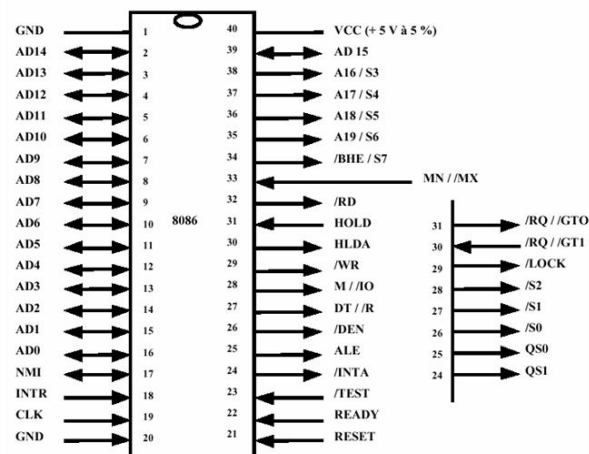 GND 1 40 VCC (+ 5 V à 5 %)
AD14 2 39 AD 15
AD13 3 38 A16 / S3
AD12 4 37 A17 / S4
AD11 5 36 A18 / S5
AD10 6 35 A19 / S6
AD9 7 34 /BHE / S7
AD8 8 33 MN / /MX
AD7 9 32 /RD
AD6 10 8086 31 HOLD 31 /RQ / /GTO
AD5 11 30 HLDA 30 /RQ / /GT1
AD4 12 29 /WR 29 /LOCK
AD3 13 28 M / /IO 28 /S2
AD2 14 27 DT / /R 27 /S1
AD1 15 26 /DEN 26 /S0
AD0 16 25 ALE 25 QS0
NMI 17 24 /INTA 24 QS1
INTR 18 23 /TEST
CLK 19 22 READY
GND 20 21 RESET